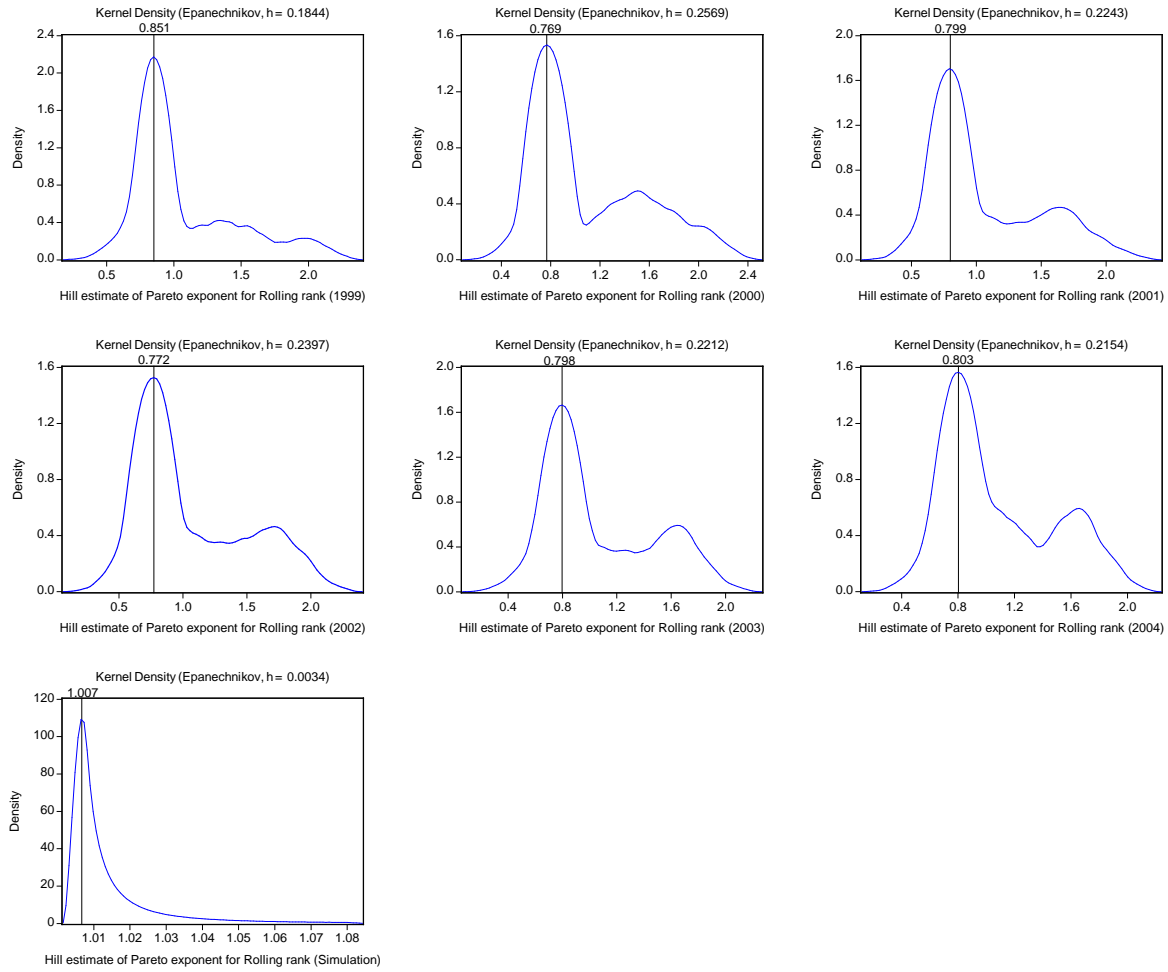 Kernel Density (Epanechnikov, h = 0.1844)
0.851
2.4
2.0
1.6
1.2
0.8
0.4
0.0
Density
0.5 1.0 1.5 2.0
Hill estimate of Pareto exponent for Rolling rank (1999)
Kernel Density (Epanechnikov, h = 0.2569)
0.769
1.6
1.2
0.8
0.4
0.0
Density
0.4 0.8 1.2 1.6 2.0 2.4
Hill estimate of Pareto exponent for Rolling rank (2000)
Kernel Density (Epanechnikov, h = 0.2243)
0.799
2.0
1.6
1.2
0.8
0.4
0.0
Density
0.5 1.0 1.5 2.0
Hill estimate of Pareto exponent for Rolling rank (2001)
Kernel Density (Epanechnikov, h = 0.2397)
0.772
1.6
1.2
0.8
0.4
0.0
Density
0.5 1.0 1.5 2.0
Hill estimate of Pareto exponent for Rolling rank (2002)
Kernel Density (Epanechnikov, h = 0.2212)
0.798
2.0
1.6
1.2
0.8
0.4
0.0
Density
0.4 0.8 1.2 1.6 2.0
Hill estimate of Pareto exponent for Rolling rank (2003)
Kernel Density (Epanechnikov, h = 0.2154)
0.803
1.6
1.2
0.8
0.4
0.0
Density
0.4 0.8 1.2 1.6 2.0
Hill estimate of Pareto exponent for Rolling rank (2004)
Kernel Density (Epanechnikov, h = 0.0034)
1.007
120
100
80
60
40
20
0
Density
1.01 1.02 1.03 1.04 1.05 1.06 1.07 1.08
Hill estimate of Pareto exponent for Rolling rank (Simulation)